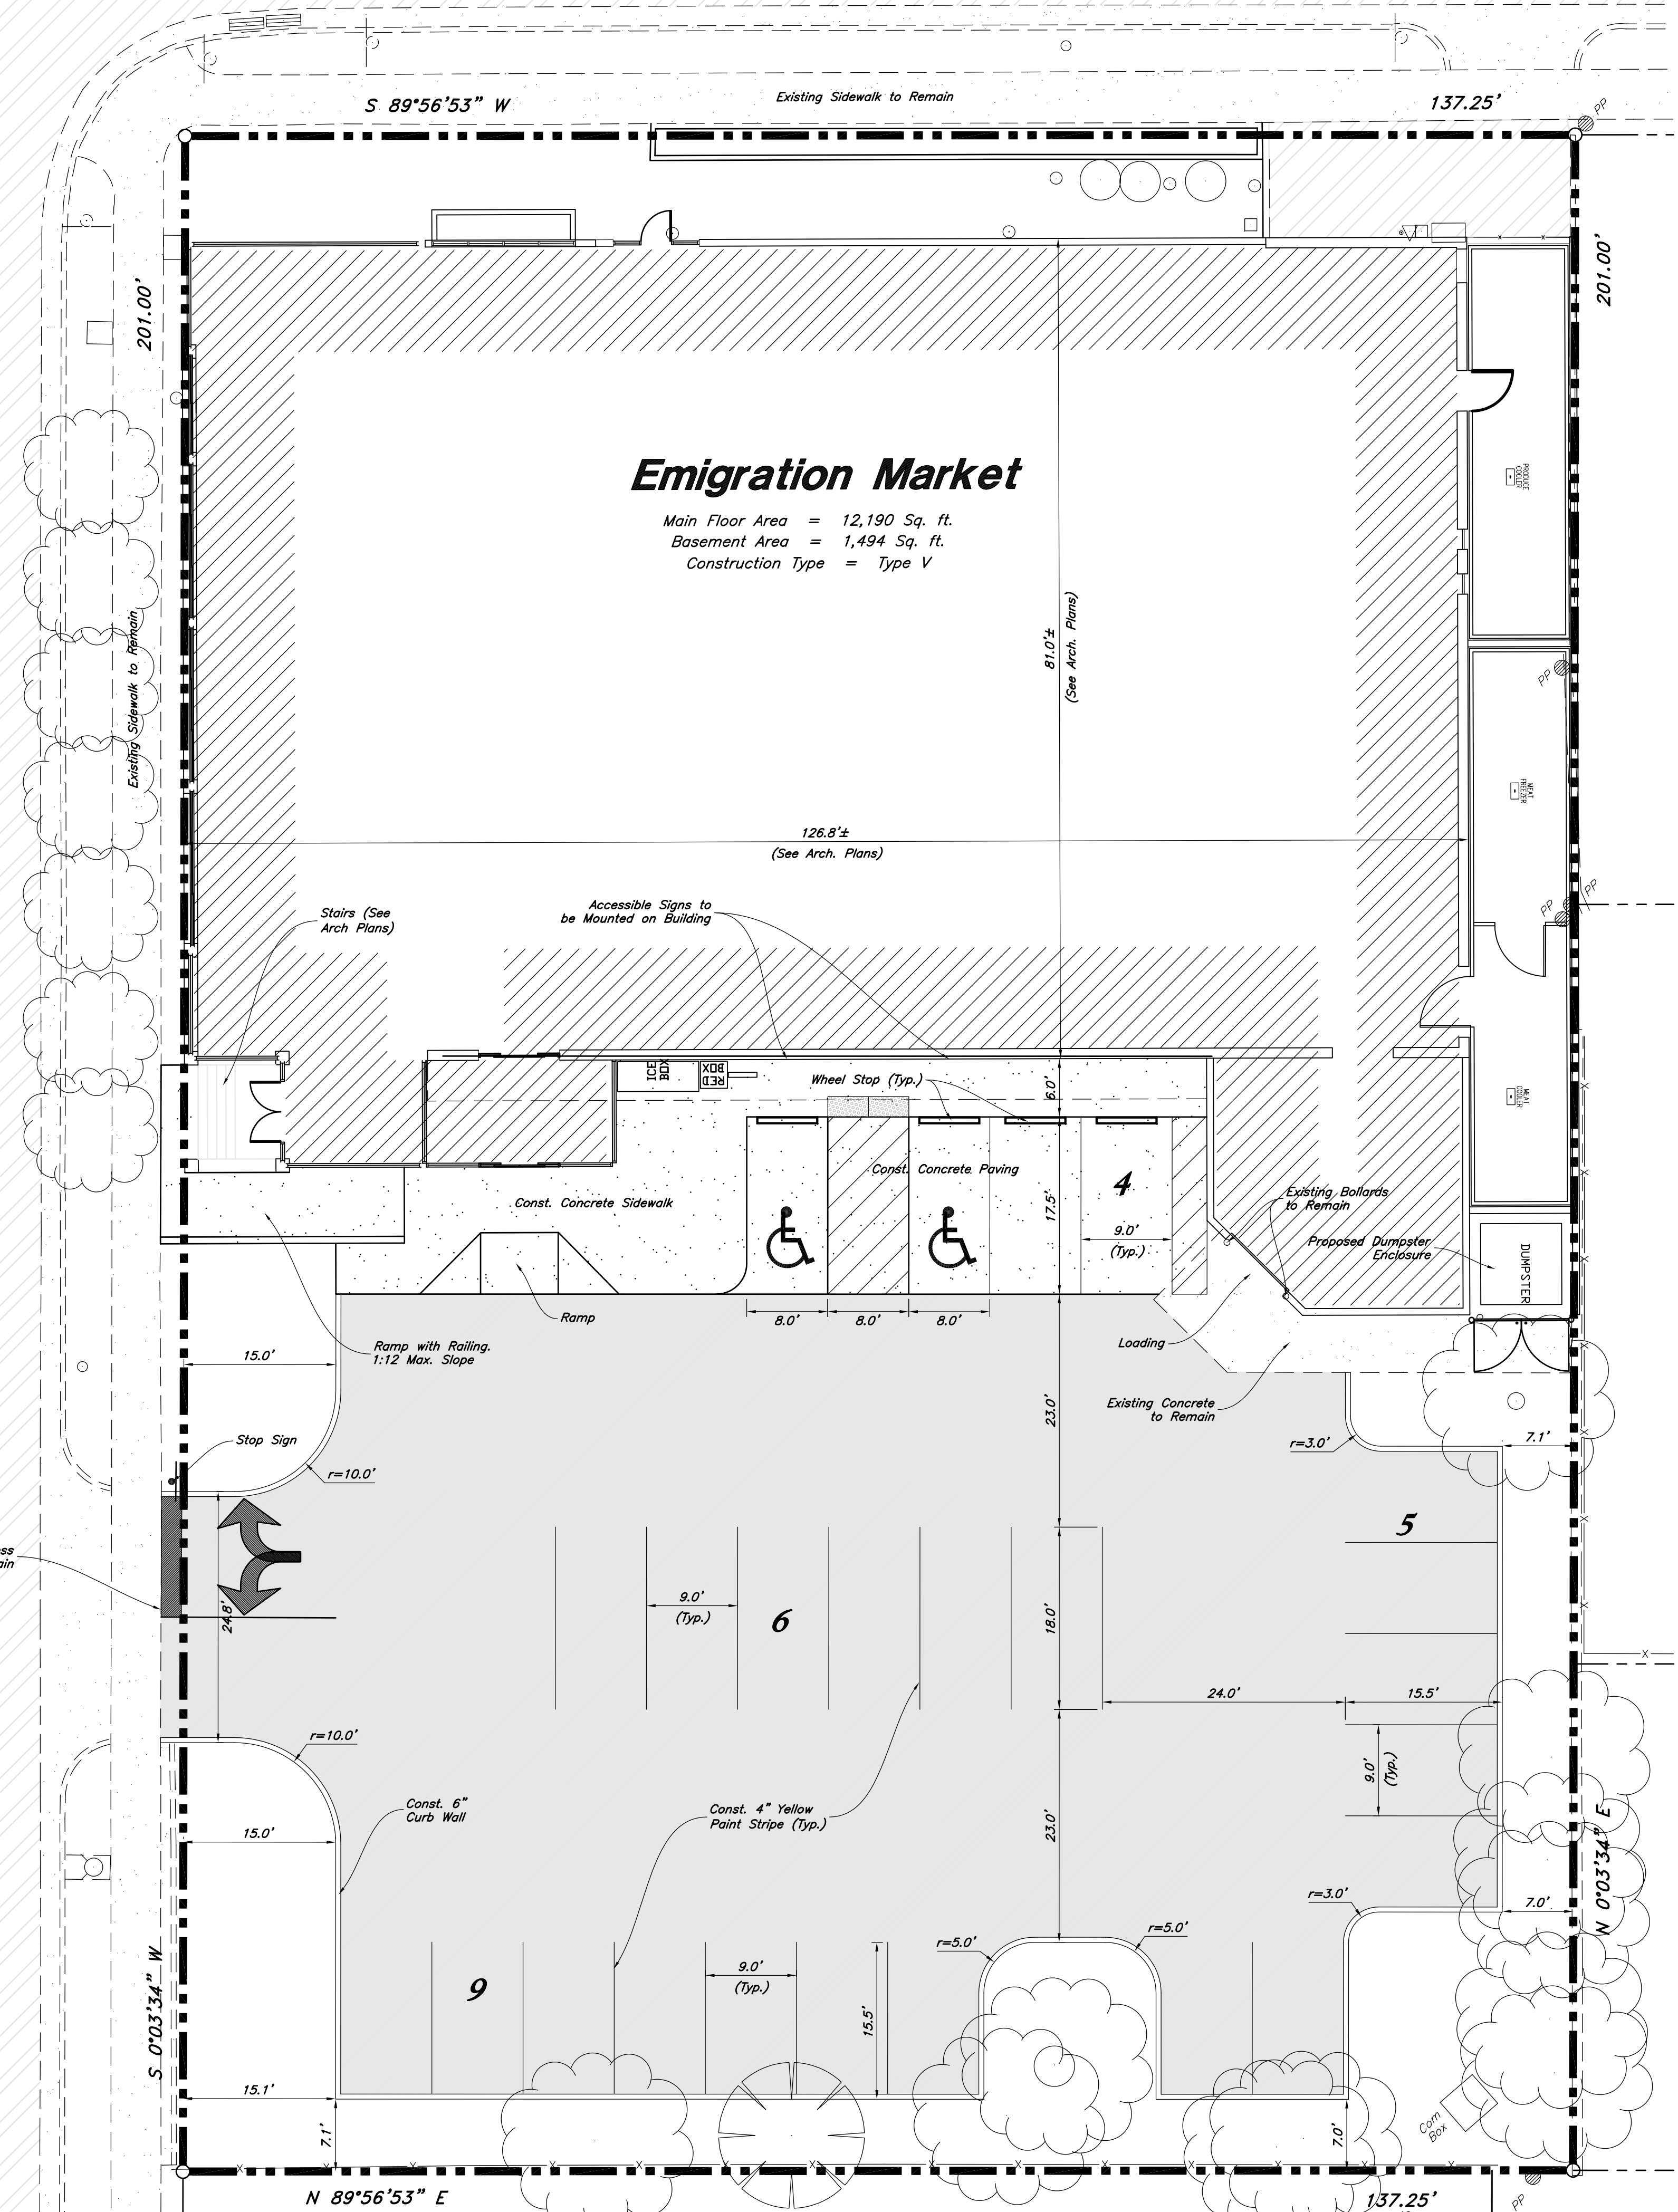 S 89°56'53" W
Existing Sidewalk to Remain
137.25'
PP
201.00'
201.00'
Existing Sidewalk to Remain
Emigration Market
Main Floor Area = 12,190 Sq. ft.
Basement Area = 1,494 Sq. ft.
Construction Type = Type V
PRODUCE
COOLER
81.0'±
(See Arch. Plans)
PP
MEAT
FREEZER
126.8'±
(See Arch. Plans)
PP
PP
Stairs (See
Arch Plans)
Accessible Signs to
be Mounted on Building
ICE
BOX
RED
BOX
Wheel Stop (Typ.)
6.0'
MEAT
COOLER
Const. Concrete Sidewalk
Const. Concrete Paving
17.5'
4
9.0'
(Typ.)
Existing Bollards
to Remain
Proposed Dumpster
Enclosure
DUMPSTER
8.0'
8.0'
8.0'
Ramp
Ramp with Railing.
1:12 Max. Slope
Loading
15.0'
Existing Concrete
to Remain
23.0'
Stop Sign
r=10.0'
r=3.0'
7.1'
ess
ain
24.8'
9.0'
(Typ.)
6
18.0'
5
24.0'
15.5'
r=10.0'
9.0'
(Typ.)
Const. 6"
Curb Wall
Const. 4" Yellow
Paint Stripe (Typ.)
15.0'
23.0'
N 0°03'34" E
r=3.0'
7.0'
S 0°03'34" W
9
9.0'
(Typ.)
15.5'
r=5.0'
r=5.0'
15.1'
7.1'
7.0'
Com
Box
N 89°56'53" E
137.25'
PP